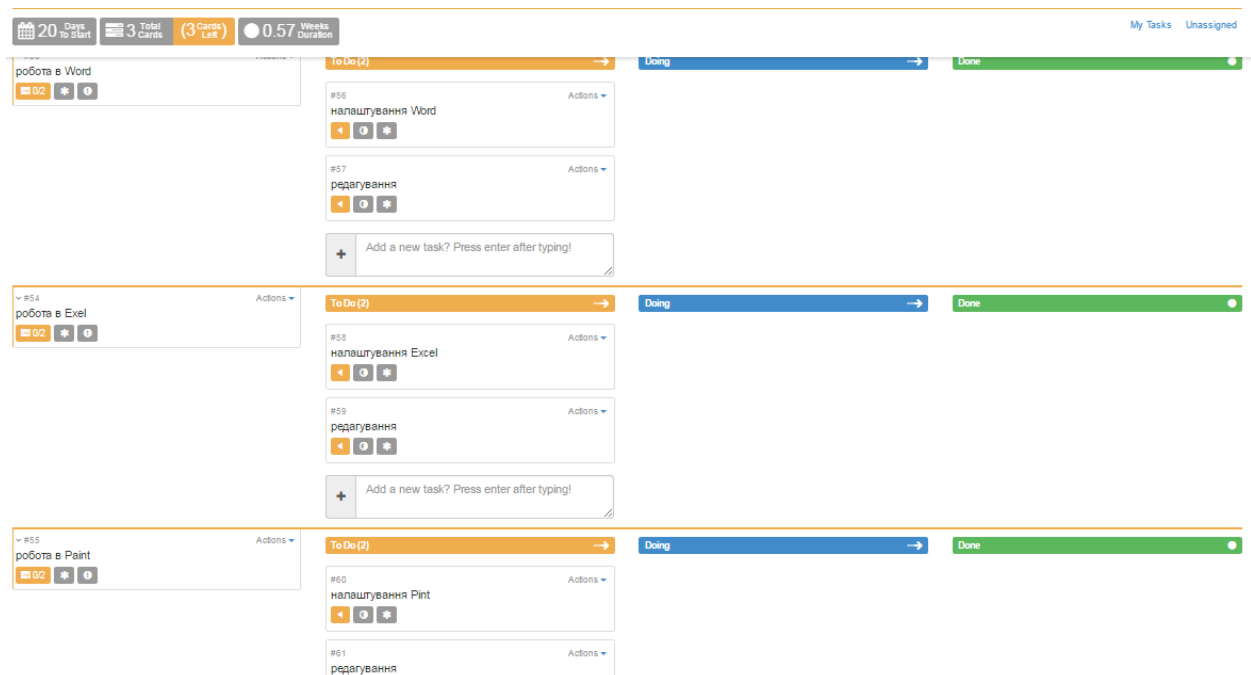 20 Days To Start
3 Total Cards
(3 Cards Left)
0.57 Weeks Duration
My Tasks Unassigned
робота в Word
0/2
To Do (2)
Doing
Done
#56 Actions
налаштування Word
#57 Actions
редагування
Add a new task? Press enter after typing!
#54 Actions
робота в Exel
0/2
To Do (2)
Doing
Done
#58 Actions
налаштування Excel
#59 Actions
редагування
Add a new task? Press enter after typing!
#55 Actions
робота в Paint
0/2
To Do (2)
Doing
Done
#60 Actions
налаштування Pint
#61 Actions
редагування